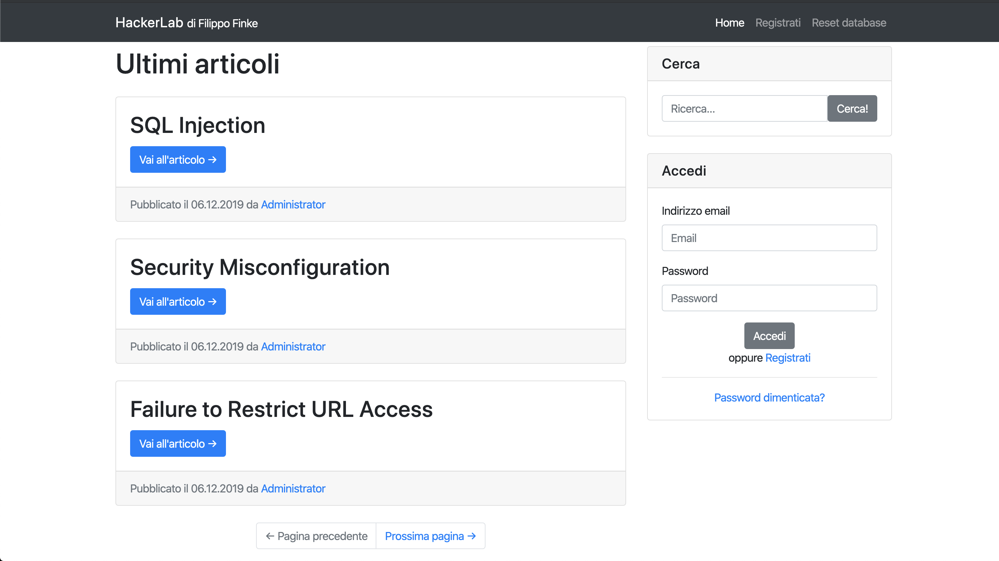 HackerLab di Filippo Finke
Home Registrati Reset database
Ultimi articoli
SQL Injection
Vai all'articolo →
Pubblicato il 06.12.2019 da Administrator
Security Misconfiguration
Vai all'articolo →
Pubblicato il 06.12.2019 da Administrator
Failure to Restrict URL Access
Vai all'articolo →
Pubblicato il 06.12.2019 da Administrator
← Pagina precedente Prossima pagina →
Cerca
Ricerca... Cerca!
Accedi
Indirizzo email
Email
Password
Password
Accedi
oppure Registrati
Password dimenticata?